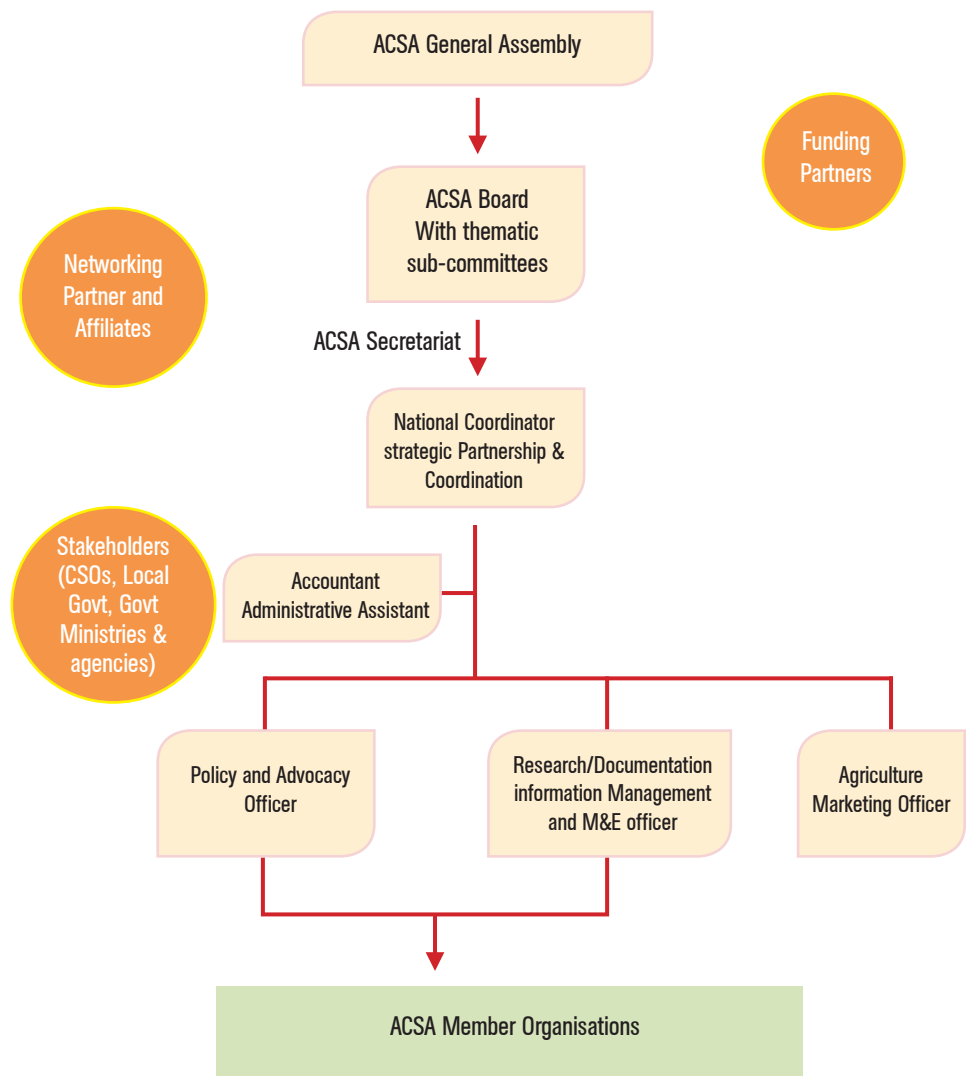 ACSA General Assembly
Funding
Partners
ACSA Board
With thematic
sub-committees
Networking
Partner and
Affiliates
ACSA Secretariat
National Coordinator
strategic Partnership &
Coordination
Stakeholders
(CSOs, Local
Govt, Govt
Ministries &
agencies)
Accountant
Administrative Assistant
Policy and Advocacy
Officer
Research/Documentation
information Management
and M&E officer
Agriculture
Marketing Officer
ACSA Member Organisations